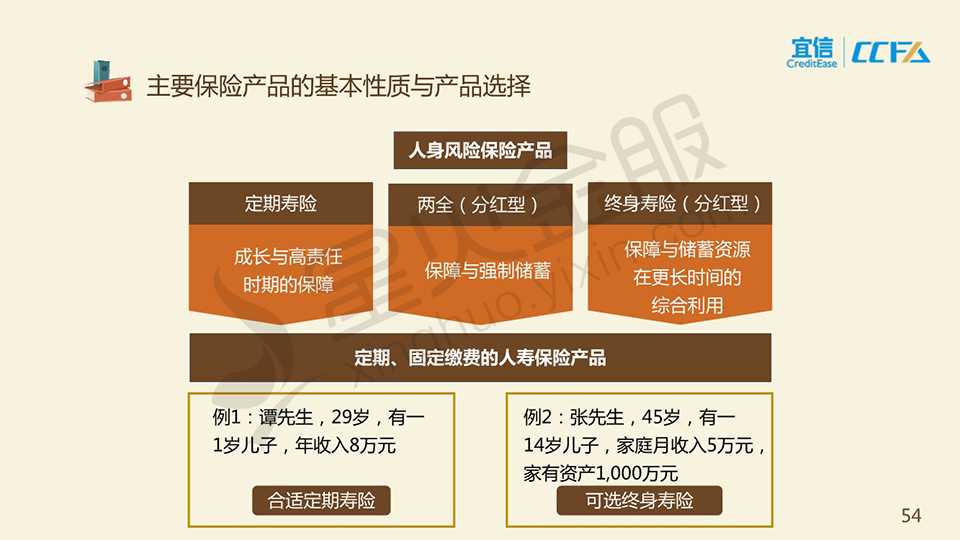 宜信
CreditEase
CCFA
主要保险产品的基本性质与产品选择
人身风险保险产品
定期寿险
两全（分红型）
终身寿险（分红型）
成长与高责任
时期的保障
保障与强制储蓄
保障与储蓄资源
在更长时间的
综合利用
定期、固定缴费的人寿保险产品
例1：谭先生，29岁，有一
1岁儿子，年收入8万元
合适定期寿险
例2：张先生，45岁，有一
14岁儿子，家庭月收入5万元，
家有资产1,000万元
可选终身寿险
星火金服
xinghuo.yixin.com
54